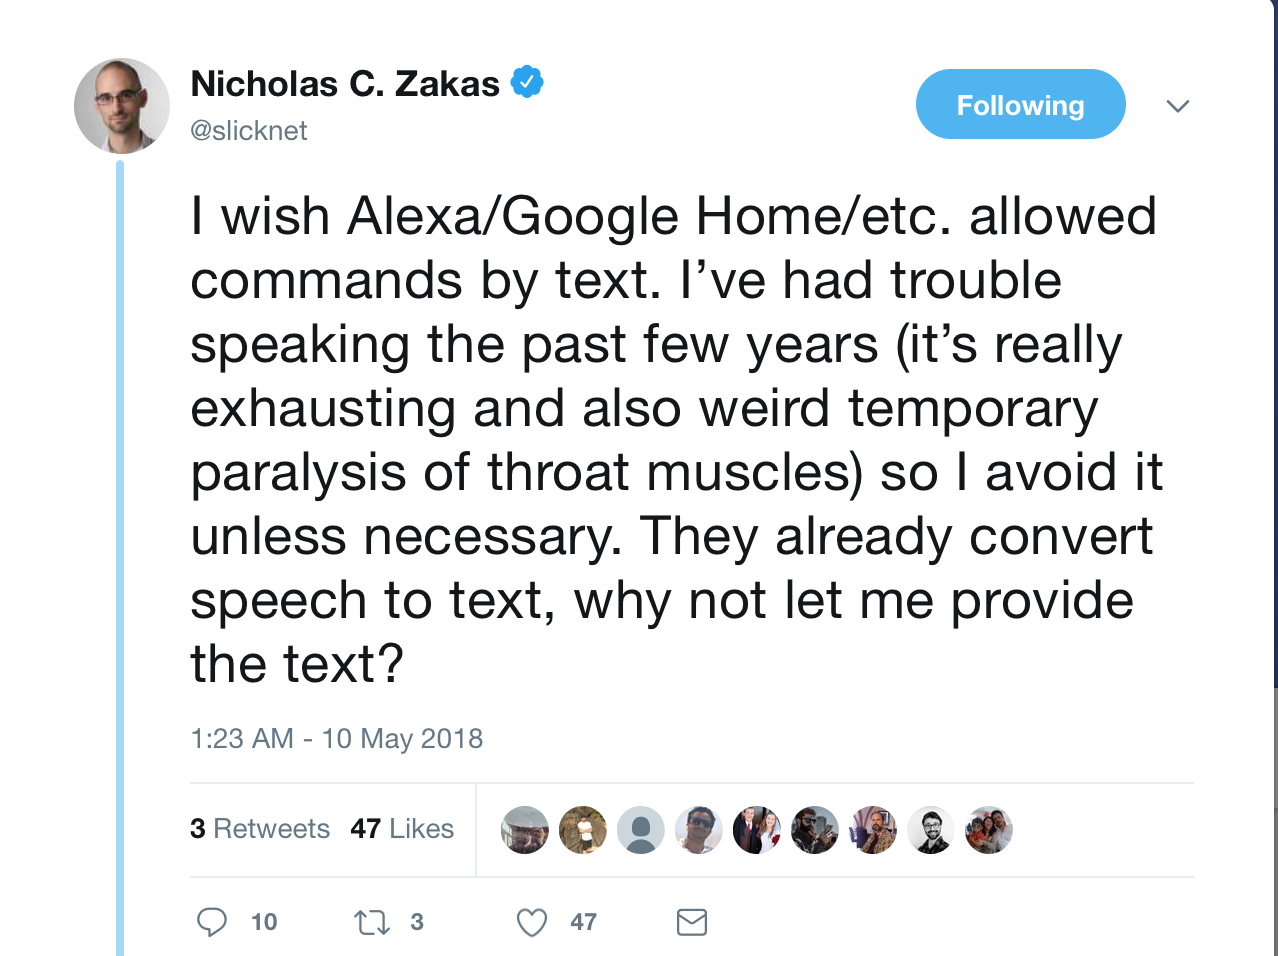 Nicholas C. Zakas
@slicknet
Following
I wish Alexa/Google Home/etc. allowed
commands by text. I’ve had trouble
speaking the past few years (it’s really
exhausting and also weird temporary
paralysis of throat muscles) so I avoid it
unless necessary. They already convert
speech to text, why not let me provide
the text?
1:23 AM - 10 May 2018
3 Retweets 47 Likes
10 3 47